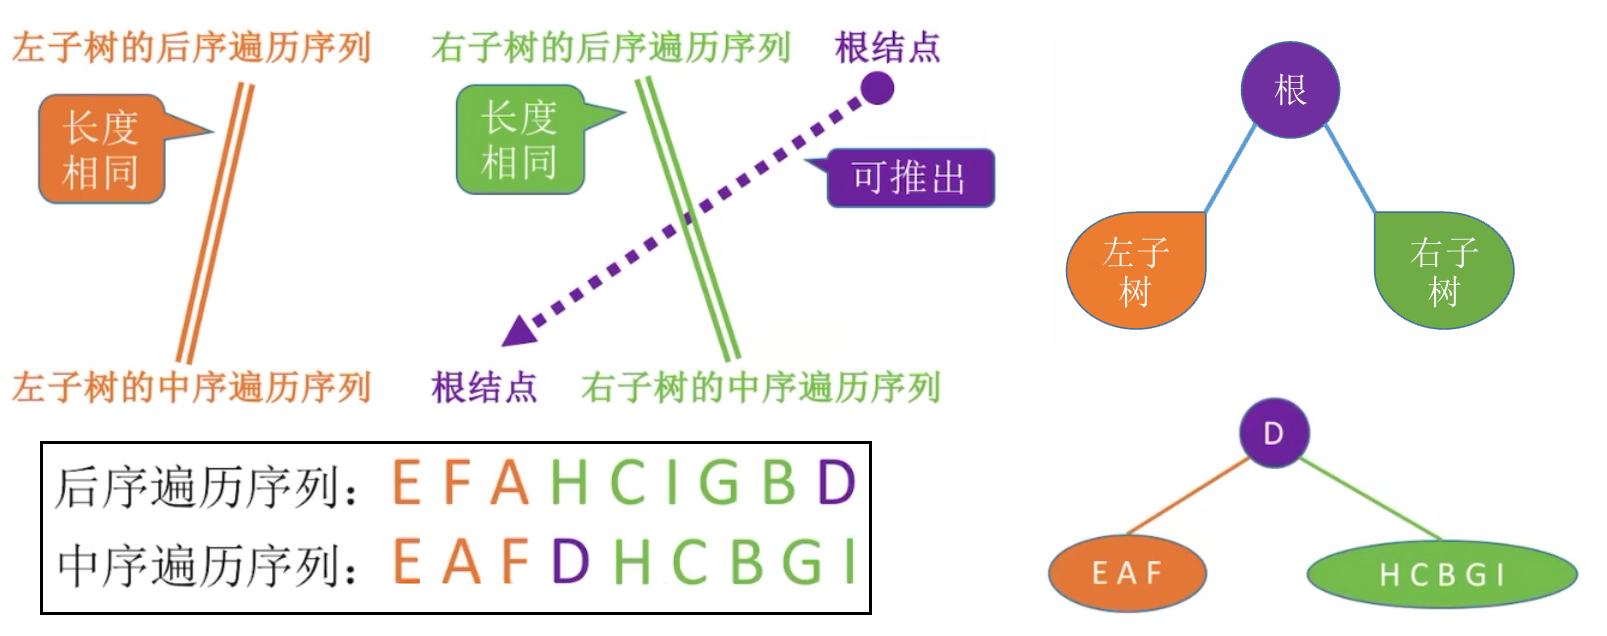 左子树的后序遍历序列 右子树的后序遍历序列 根结点
长度
相同
长度
相同
可推出
左子树的中序遍历序列 根结点 右子树的中序遍历序列
后序遍历序列：E F A H C I G B D
中序遍历序列：E A F D H C B G I
根
左子
树
右子
树
D
E A F
H C B G I